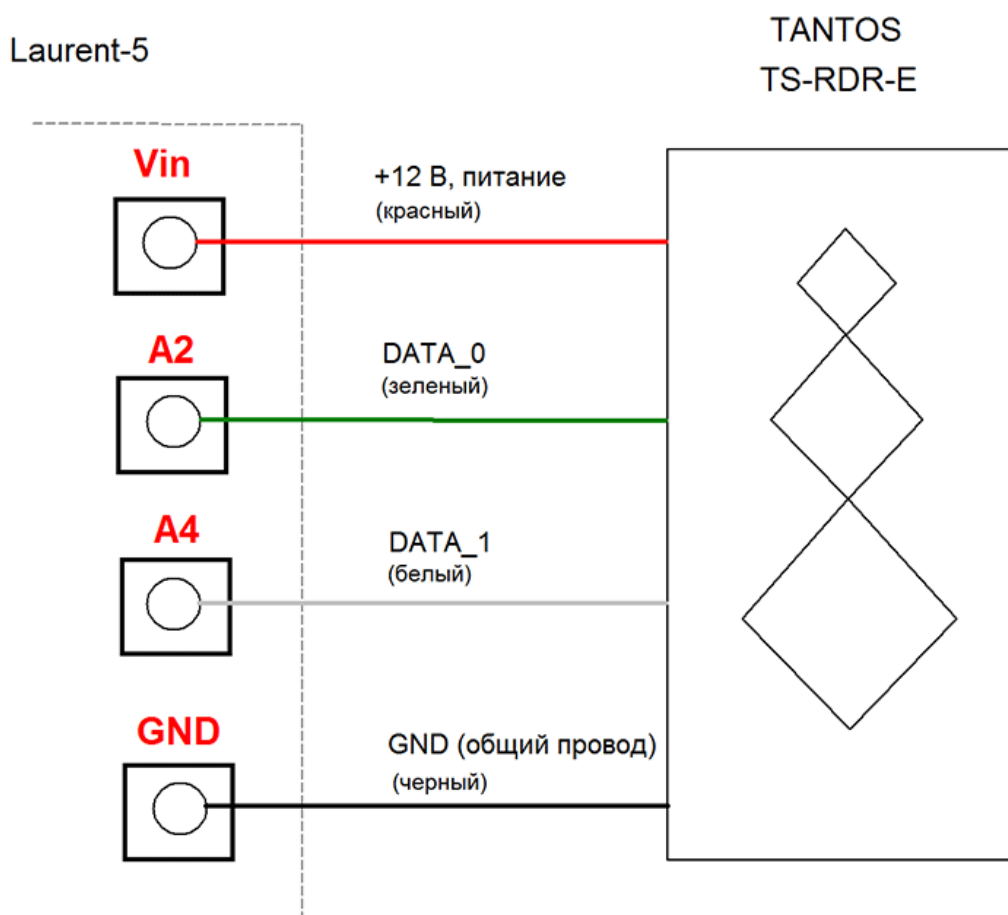 Laurent-5
TANTOS
TS-RDR-E
Vin
+12 В, питание
(красный)
A2
DATA_0
(зеленый)
A4
DATA_1
(белый)
GND
GND (общий провод)
(черный)